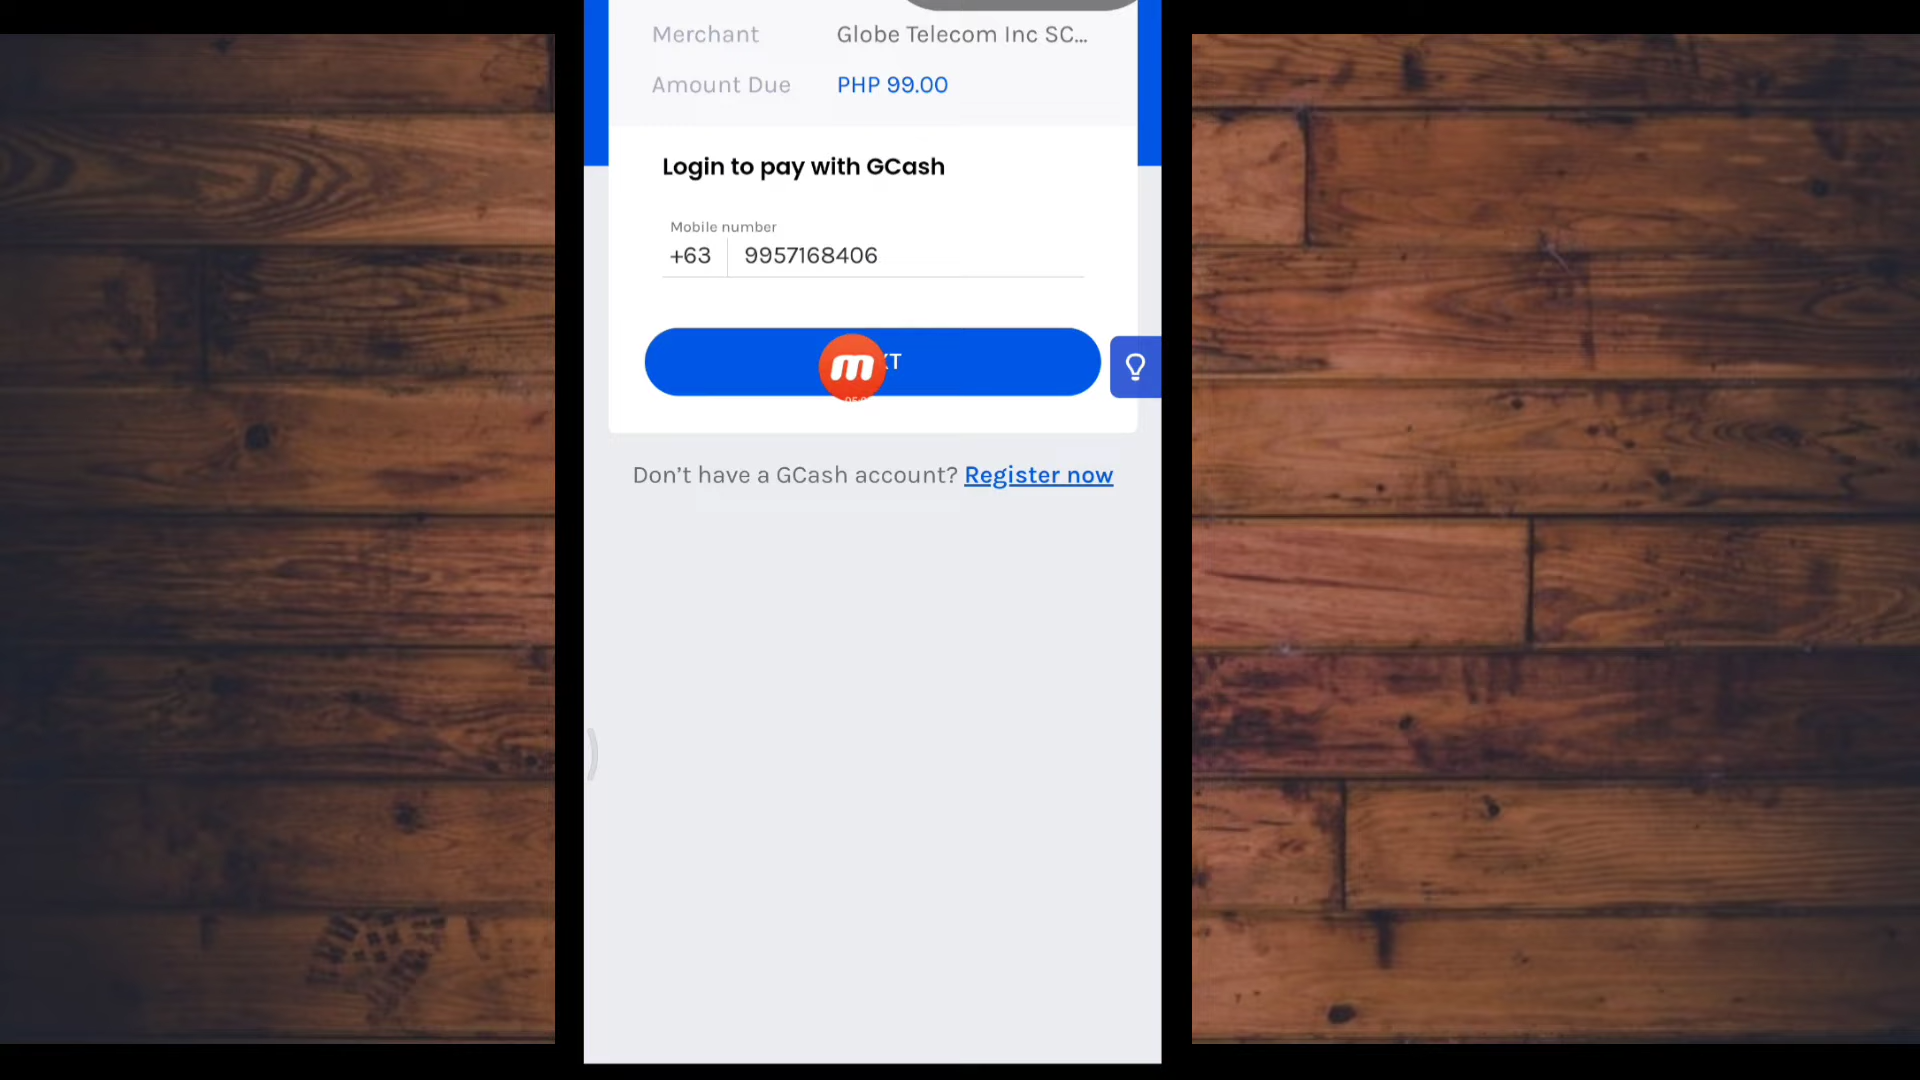 Merchant Globe Telecom Inc SC...
Amount Due PHP 99.00
Login to pay with GCash
Mobile number
+63 9957168406
Don't have a GCash account? Register now